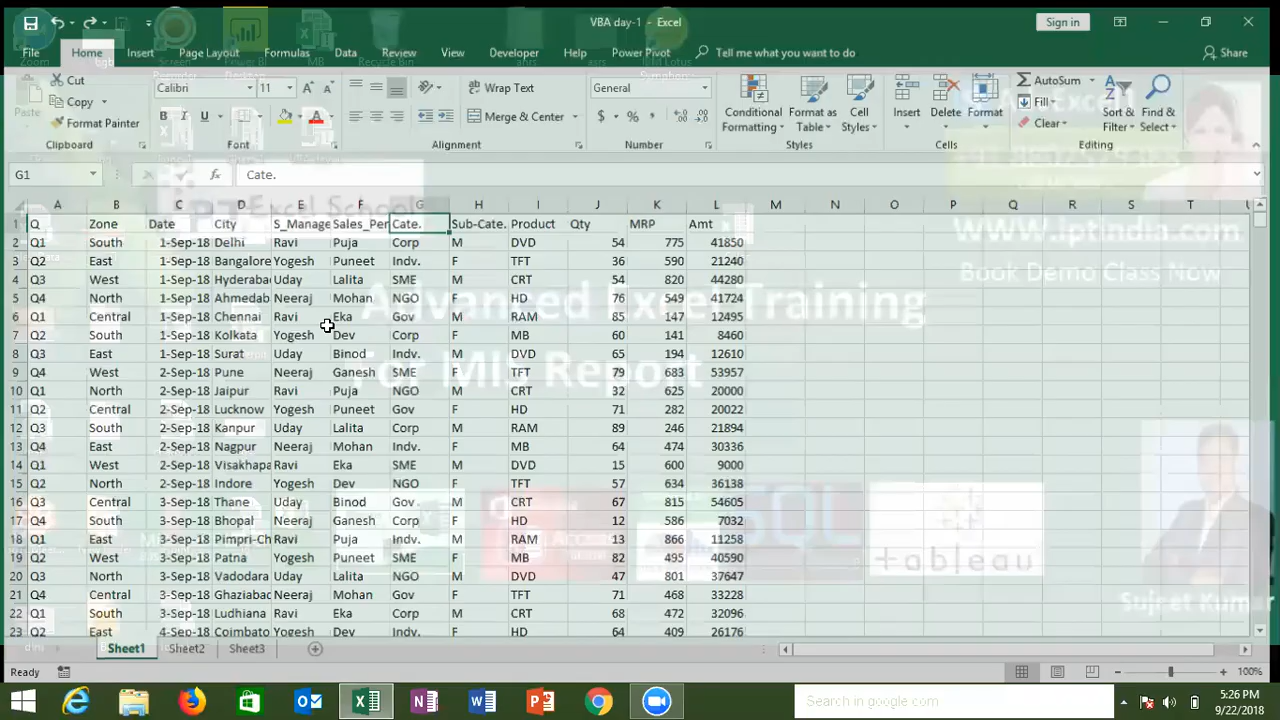 VBA day-1 - Excel
Sign in
File Home Insert Page Layout Formulas Data Review View Developer Help Power Pivot Tell me what you want to do Share
Cut
Copy
Format Painter
Paste
Clipboard
Calibri 11
B I U
Font
Wrap Text
Merge & Center
Alignment
General
$ % ,
Number
Conditional Formatting
Format as Table
Cell Styles
Styles
Insert Delete Format
Cells
AutoSum
Fill
Clear
Sort & Filter
Find & Select
Editing
G1 fx Cate.
Excel School
A B C D E F G H I J K L M N O P Q R S T U
1 Q Zone Date City S_Manage Sales_Per Cate. Sub-Cate. Product Qty MRP Amt
2 Q1 South 1-Sep-18 Delhi Ravi Puja Corp M DVD 54 775 41850
3 Q2 East 1-Sep-18 Bangalore Yogesh Puneet Indv. F TFT 36 590 21240
4 Q3 West 1-Sep-18 Hyderaba Uday Lalita SME M CRT 54 820 44280
5 Q4 North 1-Sep-18 Ahmedab Neeraj Mohan NGO F HD 76 549 41724
6 Q1 Central 1-Sep-18 Chennai Ravi Eka Gov M RAM 85 147 12495
7 Q2 South 1-Sep-18 Kolkata Yogesh Dev Corp F MB 60 141 8460
8 Q3 East 1-Sep-18 Surat Uday Binod Indv. M DVD 65 194 12610
9 Q4 West 2-Sep-18 Pune Neeraj Ganesh SME F TFT 79 683 53957
10 Q1 North 2-Sep-18 Jaipur Ravi Puja NGO M CRT 32 625 20000
11 Q2 Central 2-Sep-18 Lucknow Yogesh Puneet Gov F HD 71 282 20022
12 Q3 South 2-Sep-18 Kanpur Uday Lalita Corp M RAM 89 246 21894
13 Q4 East 2-Sep-18 Nagpur Neeraj Mohan Indv. F MB 64 474 30336
14 Q1 West 2-Sep-18 Visakhapa Ravi Eka SME M DVD 15 600 9000
15 Q2 North 2-Sep-18 Indore Yogesh Dev NGO F TFT 57 634 36138
16 Q3 Central 3-Sep-18 Thane Uday Binod Gov M CRT 67 815 54605
17 Q4 South 3-Sep-18 Bhopal Neeraj Ganesh Corp F HD 12 586 7032
18 Q1 East 3-Sep-18 Pimpri-Ch Ravi Puja Indv. M RAM 13 866 11258
19 Q2 West 3-Sep-18 Patna Yogesh Puneet SME F MB 82 495 40590
20 Q3 North 3-Sep-18 Vadodara Uday Lalita NGO M DVD 47 801 37647
21 Q4 Central 3-Sep-18 Ghaziabad Neeraj Mohan Gov F TFT 71 468 33228
22 Q1 South 3-Sep-18 Ludhiana Ravi Eka Corp M CRT 68 472 32096
23 Q2 East 4-Sep-18 Coimbato Yogesh Dev Indv. F HD 64 409 26176
www.iptindia.com
Book Demo Class Now
Advanced Excel Training
For MIS Report
SQL
tableau
Sujeet Kumar
Sheet1 Sheet2 Sheet3
Ready
100%
Search in google.com
5:26 PM
9/22/2018